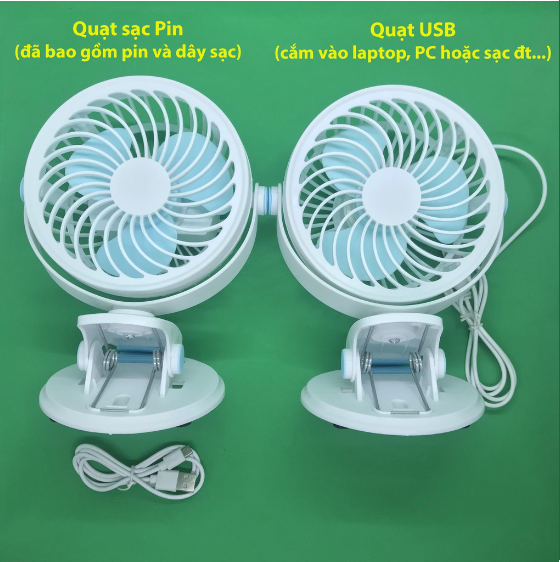 Quạt sạc Pin
(đã bao gồm pin và dây sạc)
Quạt USB
(cắm vào laptop, PC hoặc sạc đt...)